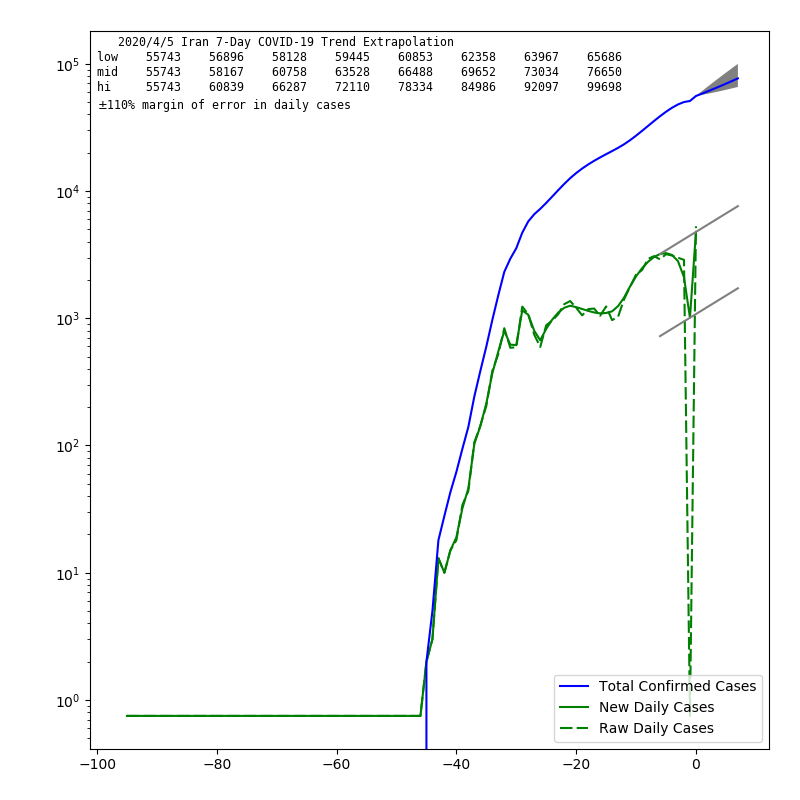 2020/4/5 Iran 7-Day COVID-19 Trend Extrapolation
low 55743 56896 58128 59445 60853 62358 63967 65686
mid 55743 58167 60758 63528 66488 69652 73034 76650
hi 55743 60839 66287 72110 78334 84986 92097 99698
±110% margin of error in daily cases
10^5
10^4
10^3
10^2
10^1
10^0
Total Confirmed Cases
New Daily Cases
Raw Daily Cases
−100 −80 −60 −40 −20 0